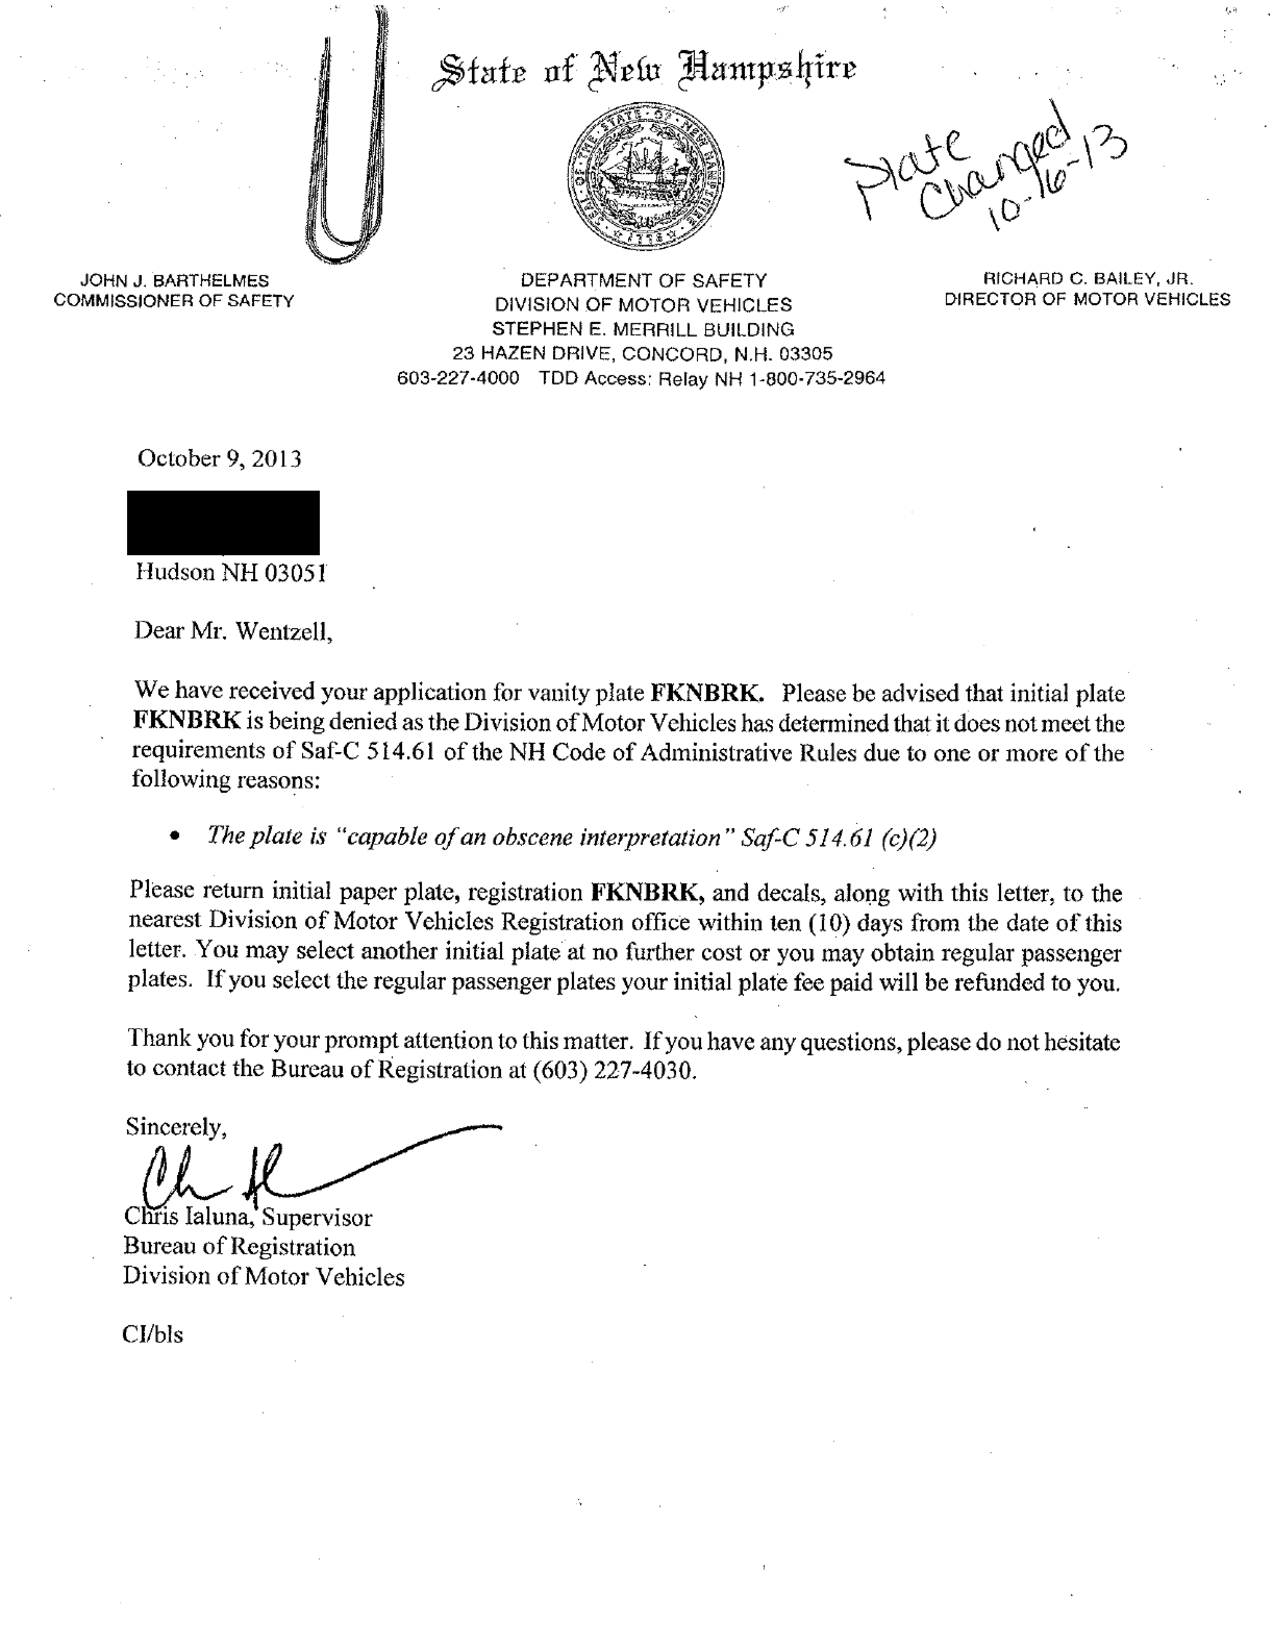 State of New Hampshire
SEAL OF THE STATE OF NEW HAMPSHIRE
1776
Plate
Changed
10-16-13
JOHN J. BARTHELMES
COMMISSIONER OF SAFETY
DEPARTMENT OF SAFETY
DIVISION OF MOTOR VEHICLES
STEPHEN E. MERRILL BUILDING
23 HAZEN DRIVE, CONCORD, N.H. 03305
603-227-4000 TDD Access: Relay NH 1-800-735-2964
RICHARD C. BAILEY, JR.
DIRECTOR OF MOTOR VEHICLES
October 9, 2013
Hudson NH 03051
Dear Mr. Wentzell,
We have received your application for vanity plate FKNBRK. Please be advised that initial plate
FKNBRK is being denied as the Division of Motor Vehicles has determined that it does not meet the
requirements of Saf-C 514.61 of the NH Code of Administrative Rules due to one or more of the
following reasons:
• The plate is “capable of an obscene interpretation” Saf-C 514.61 (c)(2)
Please return initial paper plate, registration FKNBRK, and decals, along with this letter, to the
nearest Division of Motor Vehicles Registration office within ten (10) days from the date of this
letter. You may select another initial plate at no further cost or you may obtain regular passenger
plates. If you select the regular passenger plates your initial plate fee paid will be refunded to you.
Thank you for your prompt attention to this matter. If you have any questions, please do not hesitate
to contact the Bureau of Registration at (603) 227-4030.
Sincerely,
Chris Ialuna, Supervisor
Bureau of Registration
Division of Motor Vehicles
CI/bls